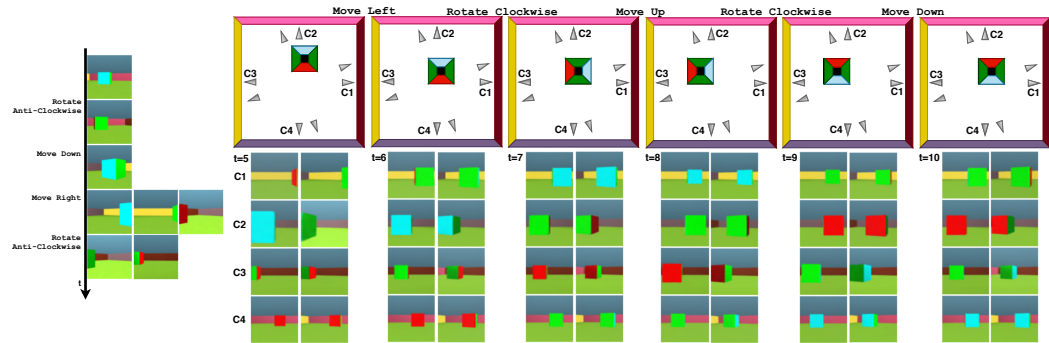 Move Left Rotate Clockwise Move Up Rotate Clockwise Move Down
C2 C2 C2 C2 C2 C2
C3 C3 C3 C3 C3 C3
C1 C1 C1 C1 C1 C1
C4 C4 C4 C4 C4 C4
Rotate
Anti-Clockwise
Move Down
Move Right
Rotate
Anti-Clockwise
t
t=5 t=6 t=7 t=8 t=9 t=10
C1
C2
C3
C4